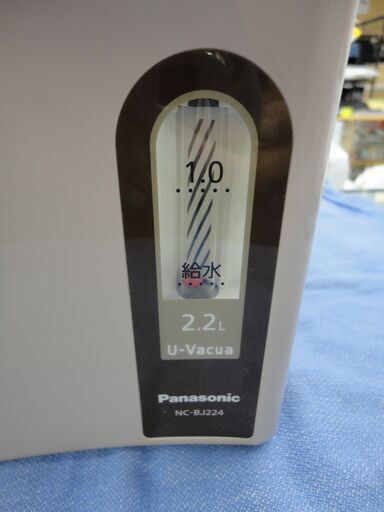 1.0
給水
2.2L
U-Vacua
Panasonic
NC-BJ224